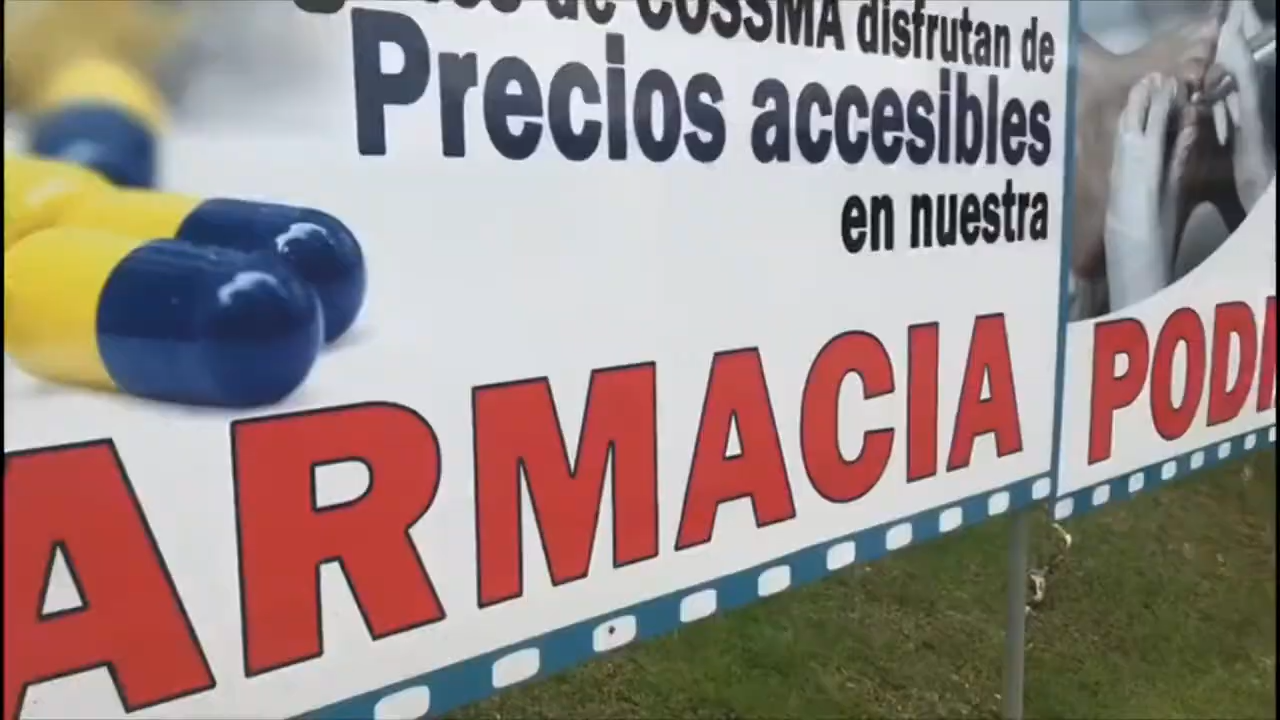 de COSSMA disfrutan de
Precios accesibles
en nuestra
ARMACIA
PODI